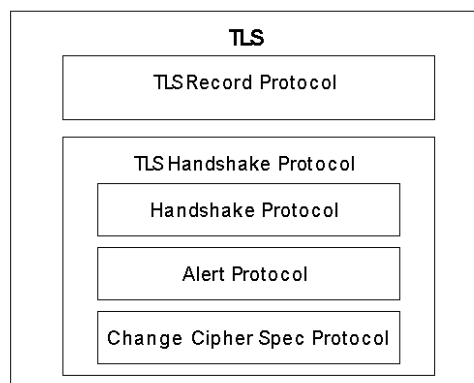 TLS
TLS Record Protocol
TLS Handshake Protocol
Handshake Protocol
Alert Protocol
Change Cipher Spec Protocol